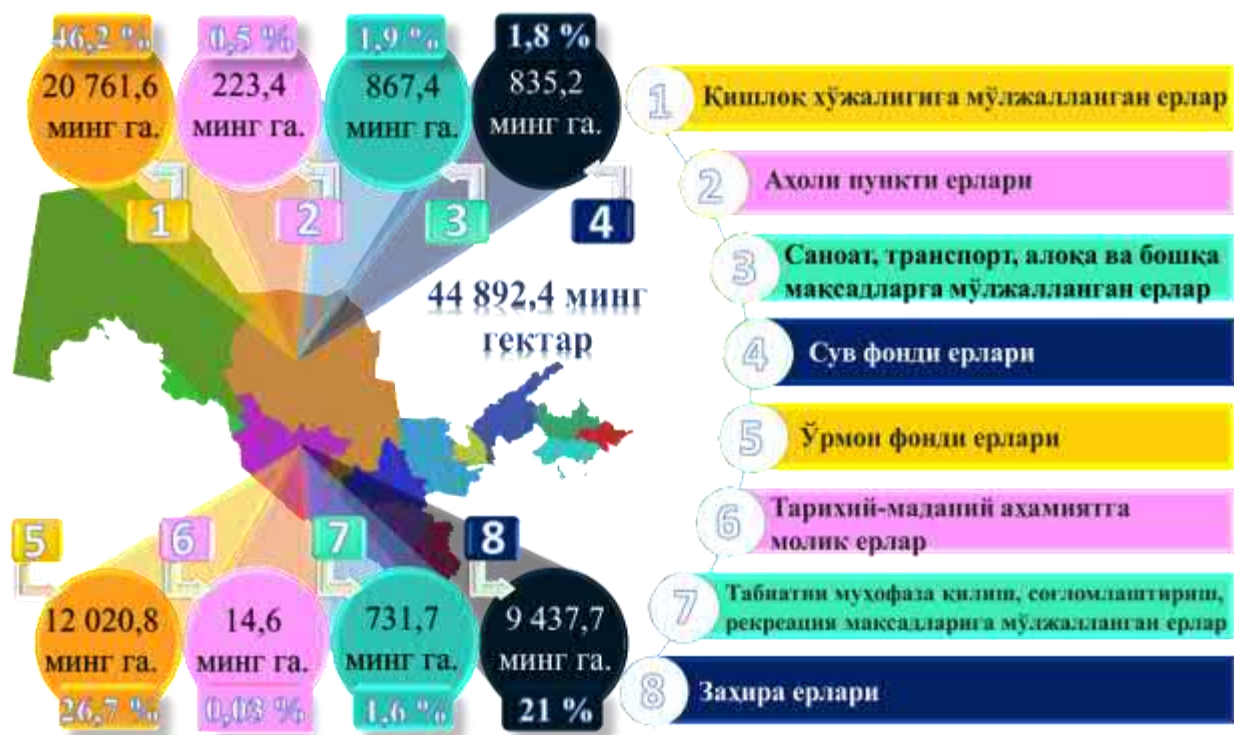 46,2 %
20 761,6
минг га.
0,5 %
223,4
минг га.
1,9 %
867,4
минг га.
1,8 %
835,2
минг га.
1
2
3
4
44 892,4 минг
гектар
5
6
7
8
12 020,8
минг га.
26,7 %
14,6
минг га.
0,03 %
731,7
минг га.
1,6 %
9 437,7
минг га.
21 %
1
Қишлоқ хўжалигига мўлжалланган ерлар
2
Аҳоли пункти ерлари
3
Саноат, транспорт, алоқа ва бошқа
мақсадларга мўлжалланган ерлар
4
Сув фонди ерлари
5
Ўрмон фонди ерлари
6
Тарихий-маданий аҳамиятга
молик ерлар
7
Табиатни муҳофаза қилиш, соғломлаштириш,
рекреация мақсадларига мўлжалланган ерлар
8
Заҳира ерлари